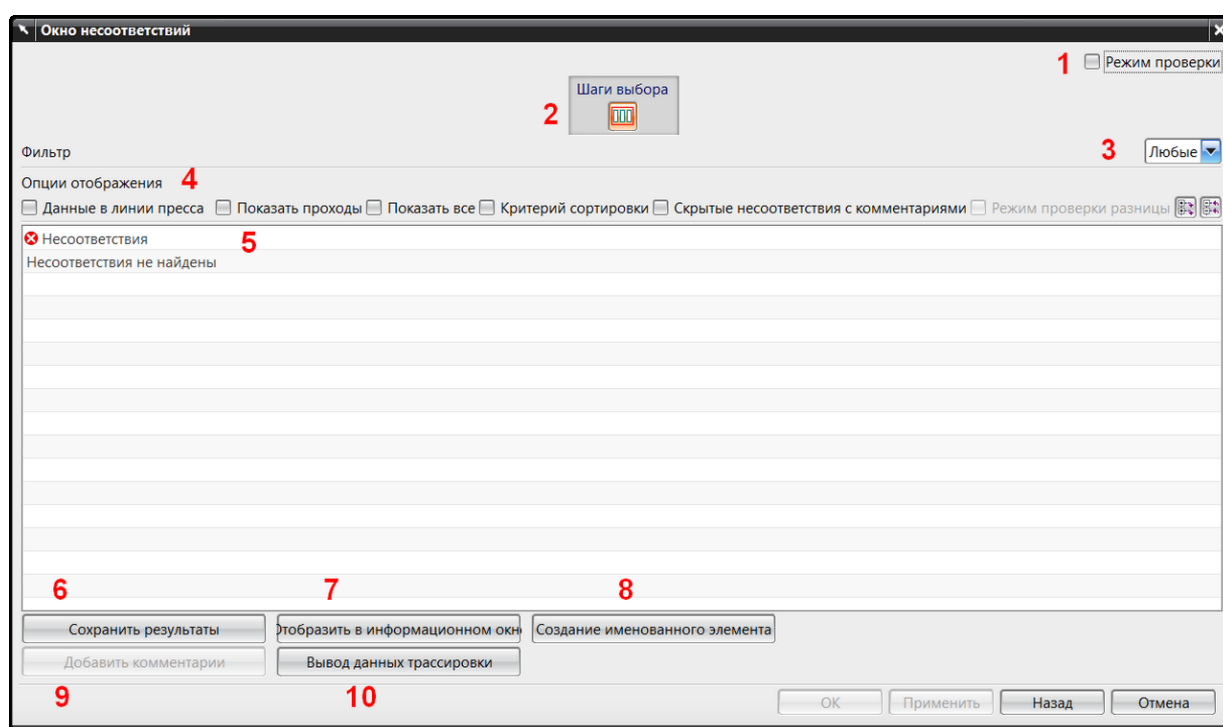 Окно несоответствий
1 Режим проверки
Шаги выбора
2
Фильтр 3 Любые
Опции отображения 4
Данные в линии пресса Показать проходы Показать все Критерий сортировки Скрытые несоответствия с комментариями Режим проверки разницы
Несоответствия 5
Несоответствия не найдены
6 7 8
Сохранить результаты Отобразить в информационном окн Создание именованного элемента
Добавить комментарии Вывод данных трассировки
9 10
ОК Применить Назад Отмена